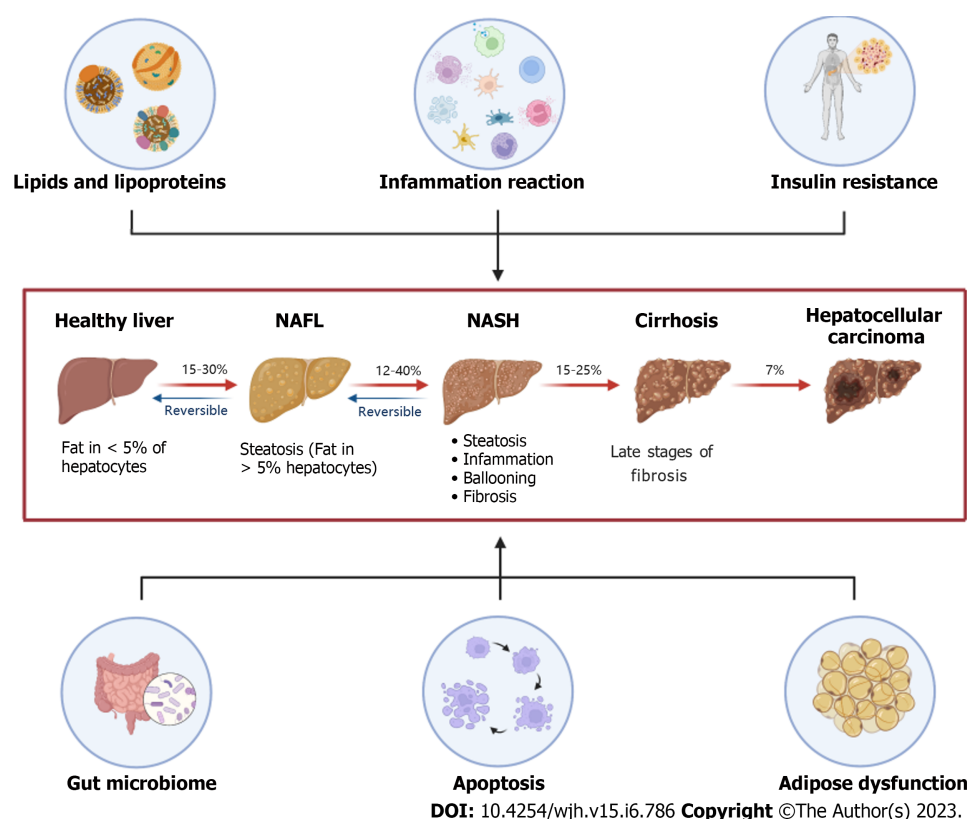 Lipids and lipoproteins
Infammation reaction
Insulin resistance
Healthy liver
NAFL
NASH
Cirrhosis
Hepatocellular
carcinoma
15-30%
12-40%
15-25%
7%
Reversible
Reversible
Fat in < 5% of
hepatocytes
Steatosis (Fat in
> 5% hepatocytes)
• Steatosis
• Infammation
• Ballooning
• Fibrosis
Late stages of
fibrosis
Gut microbiome
Apoptosis
Adipose dysfunction
DOI: 10.4254/wjh.v15.i6.786 Copyright ©The Author(s) 2023.